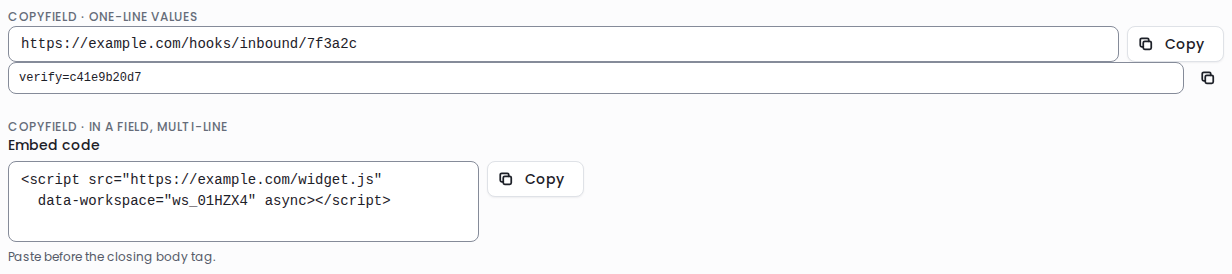 COPYFIELD · ONE-LINE VALUES
https://example.com/hooks/inbound/7f3a2c Copy
verify=c41e9b20d7
COPYFIELD · IN A FIELD, MULTI-LINE
Embed code
<script src="https://example.com/widget.js" Copy
data-workspace="ws_01HZX4" async></script>
Paste before the closing body tag.